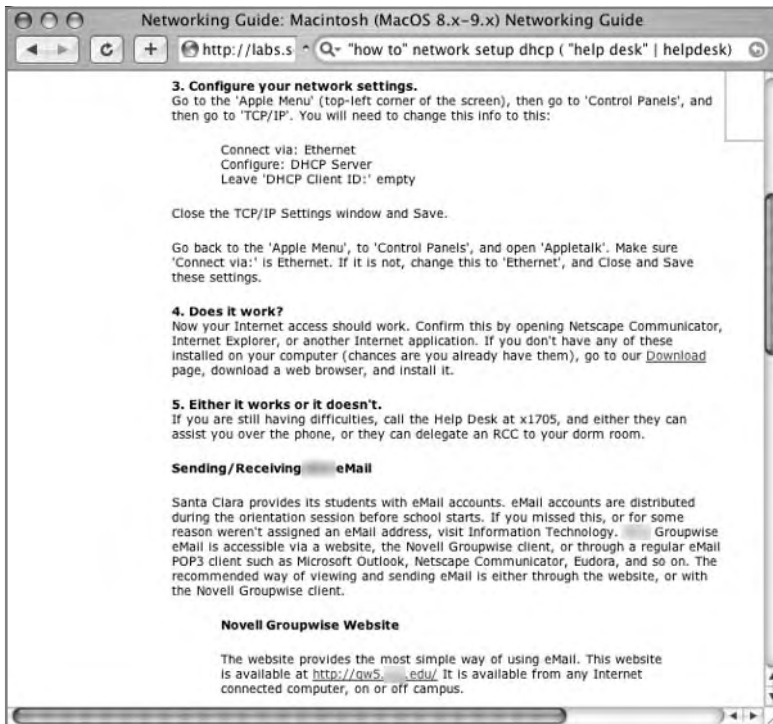 Networking Guide: Macintosh (MacOS 8.x-9.x) Networking Guide
http://labs.s
"how to" network setup dhcp ( "help desk" | helpdesk)
3. Configure your network settings.
Go to the 'Apple Menu' (top-left corner of the screen), then go to 'Control Panels', and
then go to 'TCP/IP'. You will need to change this info to this:
Connect via: Ethernet
Configure: DHCP Server
Leave 'DHCP Client ID:' empty
Close the TCP/IP Settings window and Save.
Go back to the 'Apple Menu', to 'Control Panels', and open 'Appletalk'. Make sure
'Connect via:' is Ethernet. If it is not, change this to 'Ethernet', and Close and Save
these settings.
4. Does it work?
Now your Internet access should work. Confirm this by opening Netscape Communicator,
Internet Explorer, or another Internet application. If you don't have any of these
installed on your computer (chances are you already have them), go to our Download
page, download a web browser, and install it.
5. Either it works or it doesn't.
If you are still having difficulties, call the Help Desk at x1705, and either they can
assist you over the phone, or they can delegate an RCC to your dorm room.
Sending/Receiving eMail
Santa Clara provides its students with eMail accounts. eMail accounts are distributed
during the orientation session before school starts. If you missed this, or for some
reason weren't assigned an eMail address, visit Information Technology. Groupwise
eMail is accessible via a website, the Novell Groupwise client, or through a regular eMail
POP3 client such as Microsoft Outlook, Netscape Communicator, Eudora, and so on. The
recommended way of viewing and sending eMail is either through the website, or with
the Novell Groupwise client.
Novell Groupwise Website
The website provides the most simple way of using eMail. This website
is available at http://gw5. .edu/ It is available from any Internet
connected computer, on or off campus.